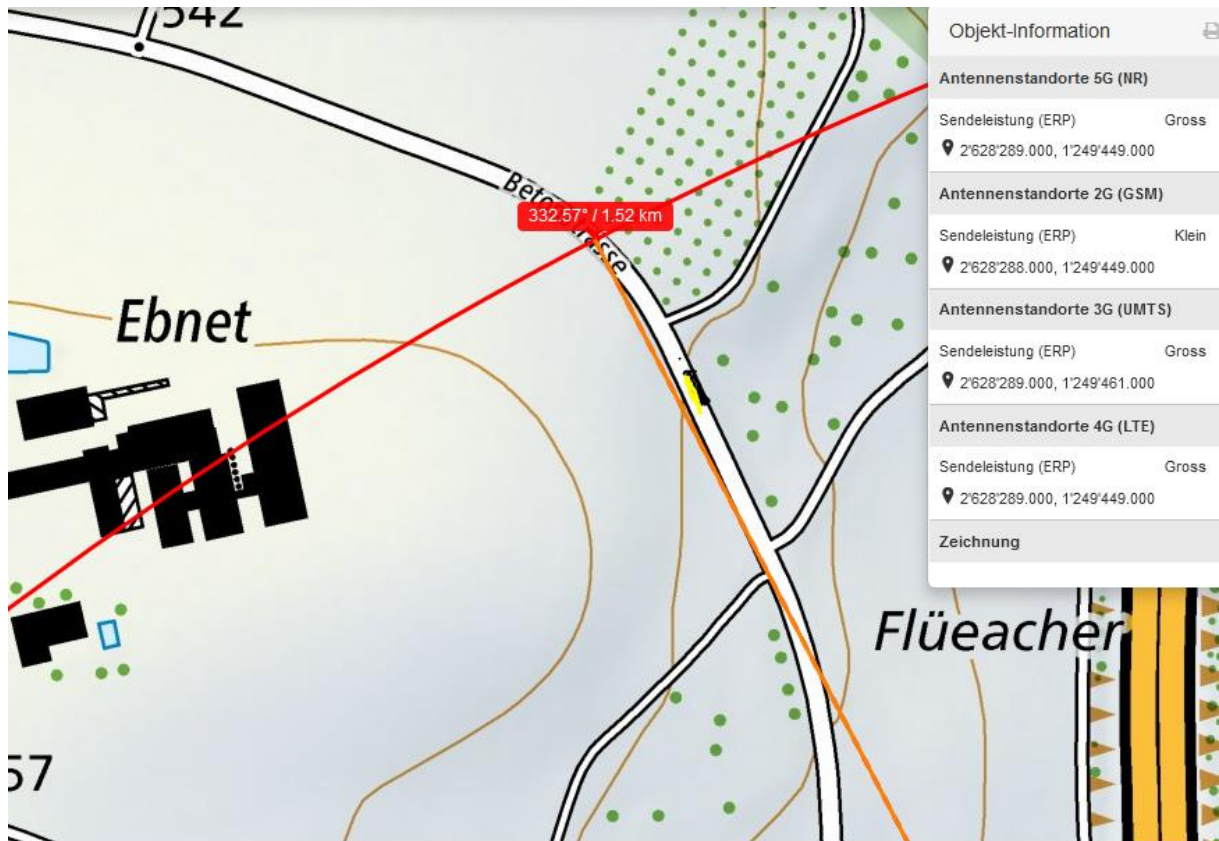 542
Ebnet
332.57° / 1.52 km
Flüeacher
57
Objekt-Information
Antennenstandorte 5G (NR)
Sendeleistung (ERP) Gross
2'628'289.000, 1'249'449.000
Antennenstandorte 2G (GSM)
Sendeleistung (ERP) Klein
2'628'288.000, 1'249'449.000
Antennenstandorte 3G (UMTS)
Sendeleistung (ERP) Gross
2'628'289.000, 1'249'461.000
Antennenstandorte 4G (LTE)
Sendeleistung (ERP) Gross
2'628'289.000, 1'249'449.000
Zeichnung